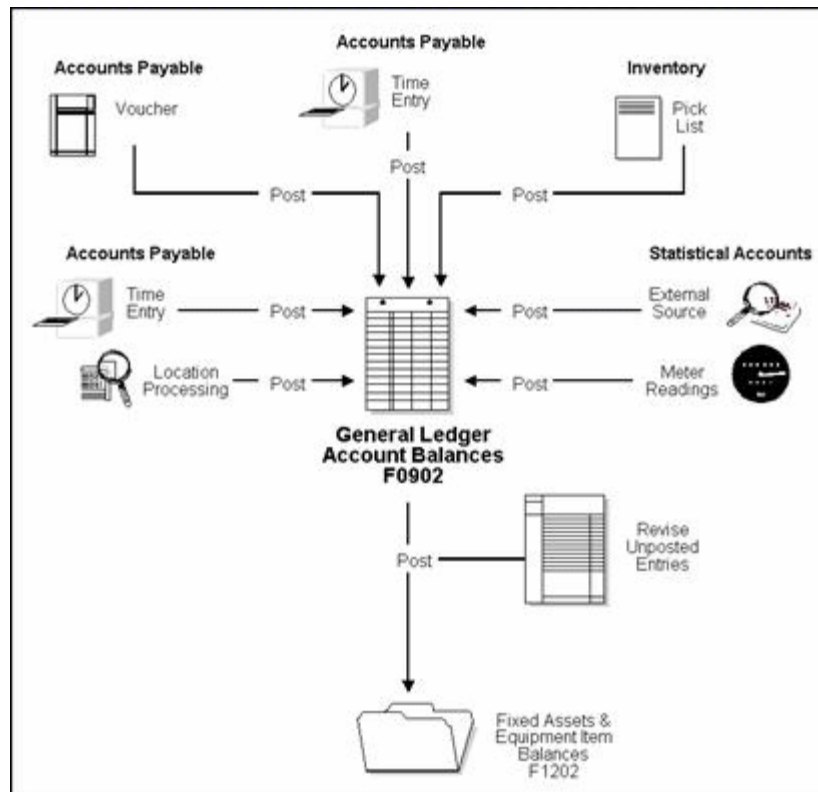 Accounts Payable
Accounts Payable
Inventory
Voucher
Time
Entry
Pick
List
Post
Post
Post
Accounts Payable
Statistical Accounts
Time
Entry
Post
Post
External
Source
Location
Processing
Post
Post
Meter
Readings
General Ledger
Account Balances
F0902
Post
Revise
Unposted
Entries
Fixed Assets &
Equipment Item
Balances
F1202